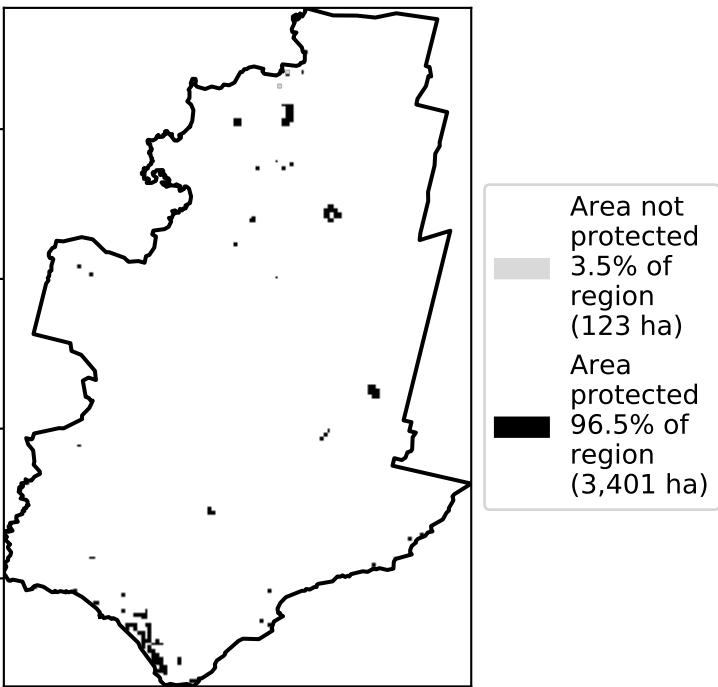 Area not
protected
3.5% of
region
(123 ha)
Area
protected
96.5% of
region
(3,401 ha)